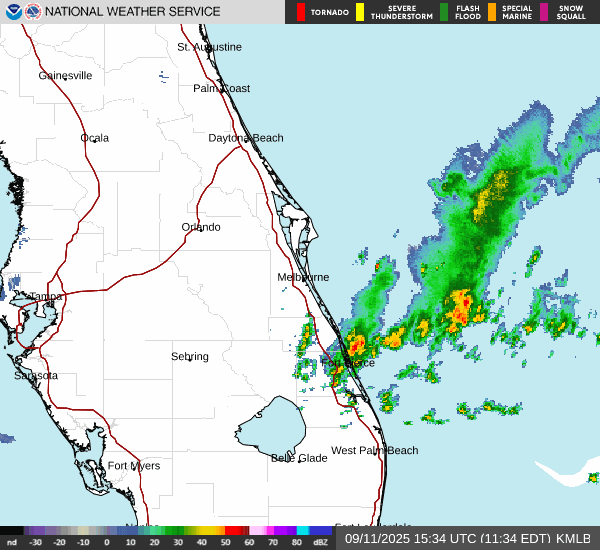 NATIONAL WEATHER SERVICE
TORNADO
SEVERE THUNDERSTORM
FLASH FLOOD
SPECIAL MARINE
SNOW SQUALL
St. Augustine
Gainesville
Palm Coast
Ocala
Daytona Beach
Orlando
Melbourne
Tampa
Sebring
Fort Pierce
Sarasota
West Palm Beach
Belle Glade
Fort Myers
nd -30 -20 -10 0 10 20 30 40 50 60 70 80 dBZ
09/11/2025 15:34 UTC (11:34 EDT) KMLB